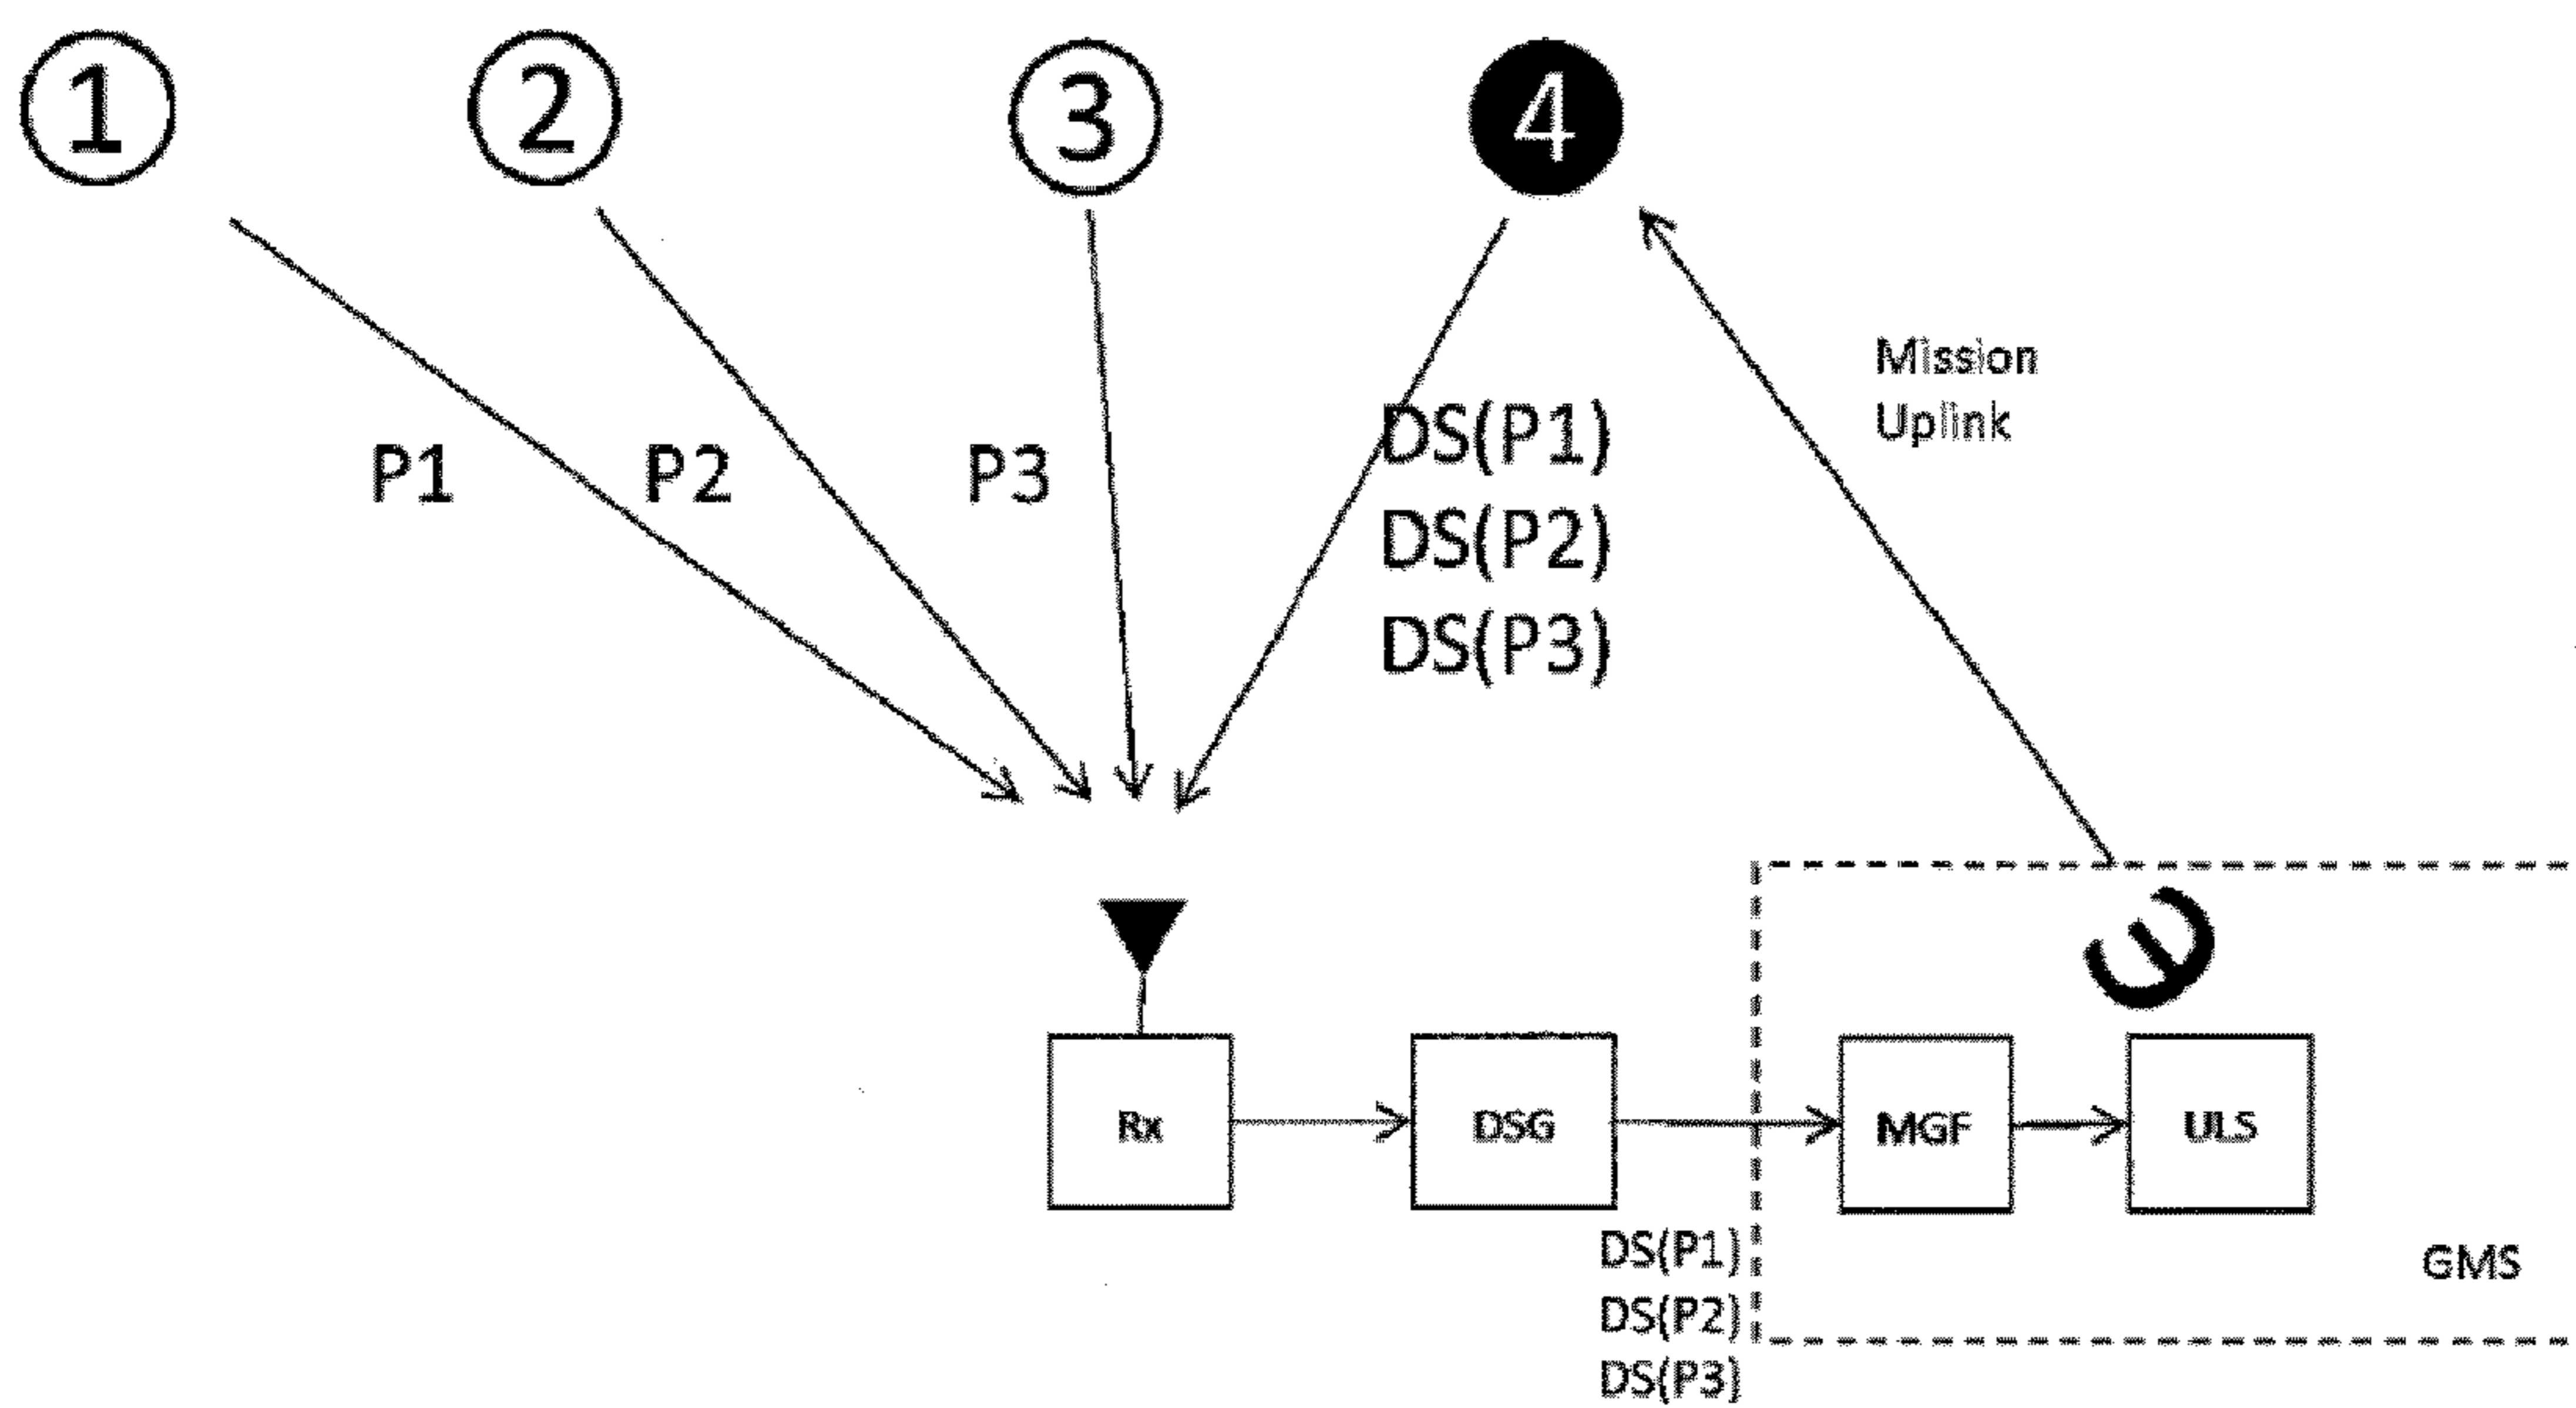 1
2
3
4
Mission
Uplink
P1
P2
P3
DS(P1)
DS(P2)
DS(P3)
Rx
DSG
MGF
ULS
DS(P1)
DS(P2)
DS(P3)
GMS